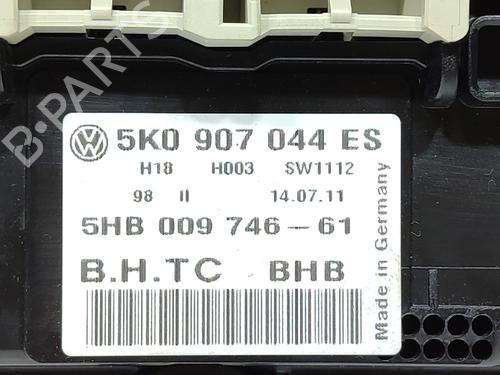 5K0 907 044 ES
H18 H003 SW1112
98 II 14.07.11
5HB 009 746-61
B.H.TC BHB
Made in Germany
B-PARTS